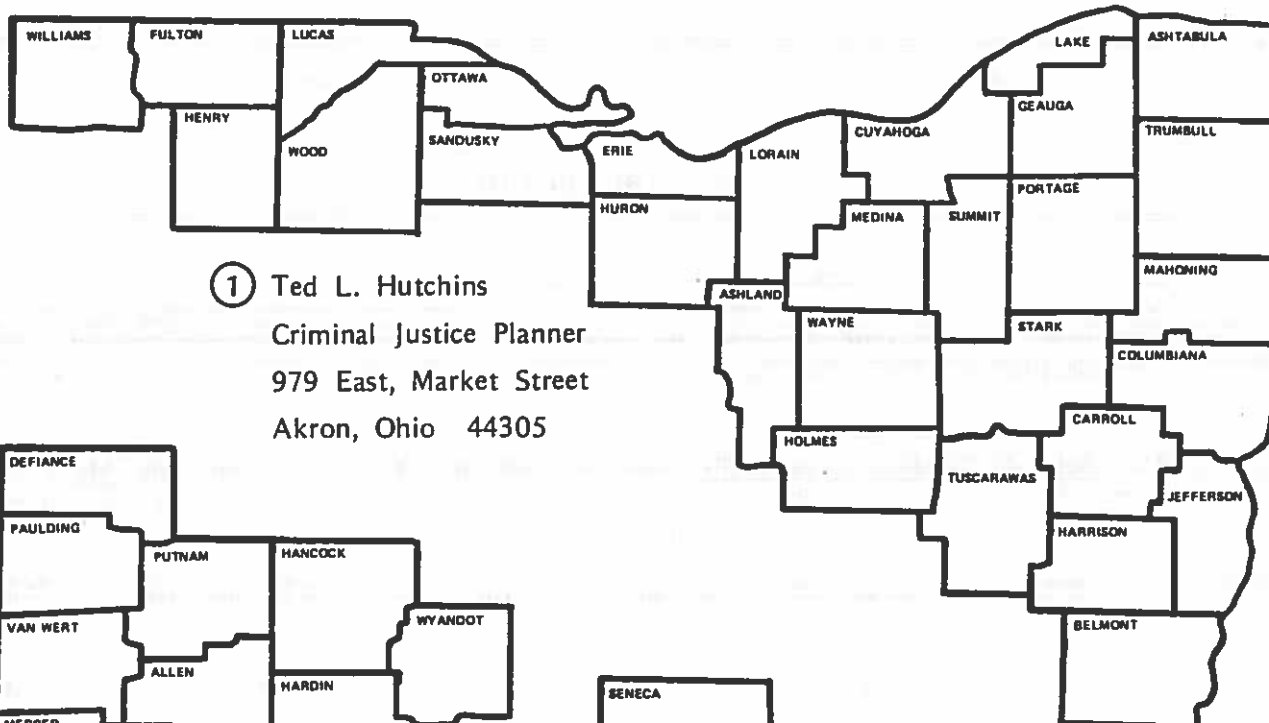 WILLIAMS
FULTON
LUCAS
LAKE
ASHTABULA
OTTAWA
GEAUGA
HENRY
WOOD
SANDUSKY
ERIE
LORAIN
CUYAHOGA
TRUMBULL
HURON
MEDINA
SUMMIT
PORTAGE
MAHONING
① Ted L. Hutchins
Criminal Justice Planner
979 East, Market Street
Akron, Ohio 44305
ASHLAND
WAYNE
STARK
COLUMBIANA
CARROLL
HOLMES
TUSCARAWAS
JEFFERSON
DEFIANCE
PAULDING
PUTNAM
HANCOCK
HARRISON
VAN WERT
WYANDOT
BELMONT
ALLEN
HARDIN
SENECA
MERCER